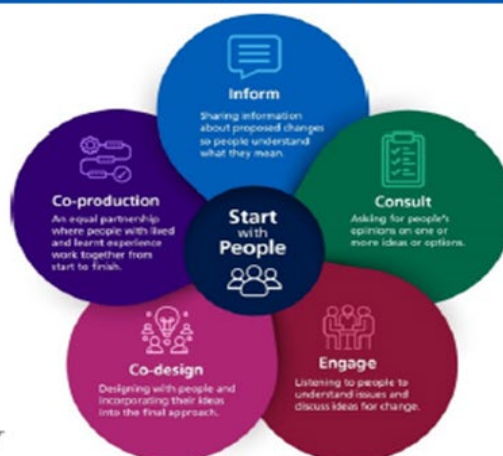 Inform
Sharing information
about proposed changes
so people understand
what they mean.
Consult
Asking for people's
opinions on one or
more ideas or options.
Engage
Listening to people to
understand issues and
discuss ideas for change.
Co-design
Designing with people and
incorporating their ideas
into the final approach.
Co-production
An equal partnership
where people with lived
and learnt experience
work together from
start to finish.
Start
with
People